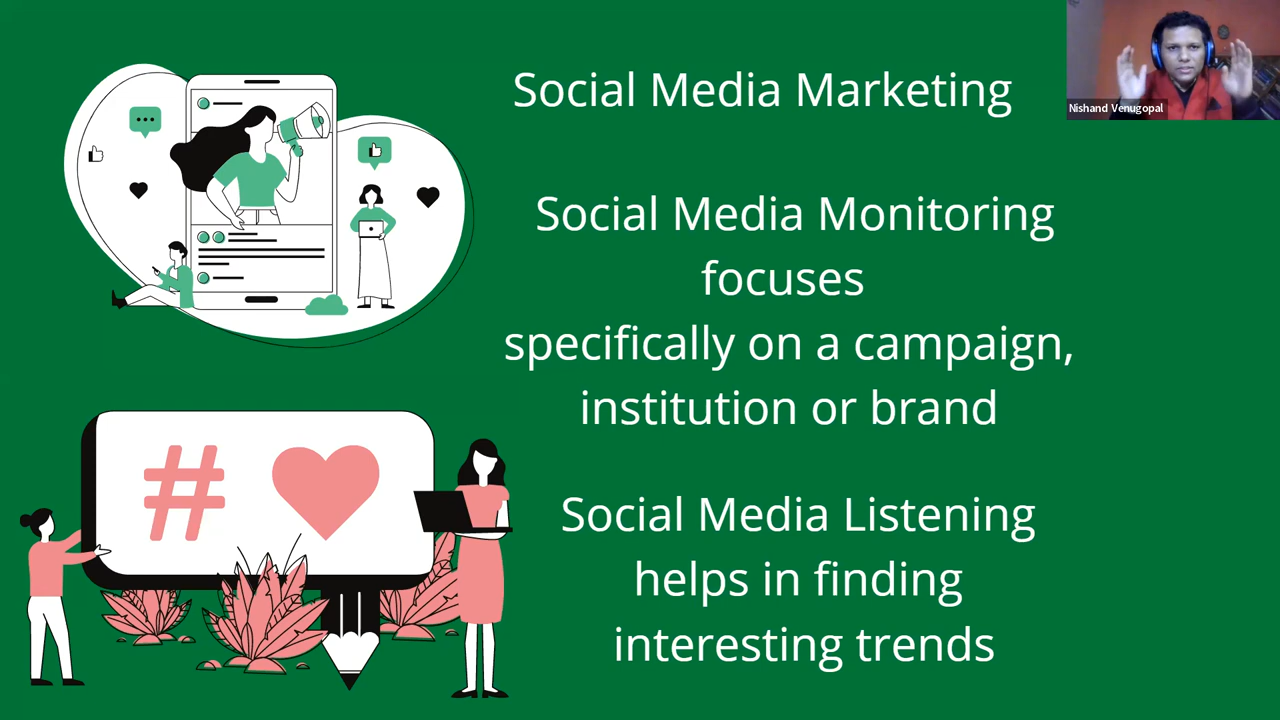 Social Media Marketing
Nishand Venugopal
Social Media Monitoring
focuses
specifically on a campaign,
institution or brand
# 
Social Media Listening
helps in finding
interesting trends